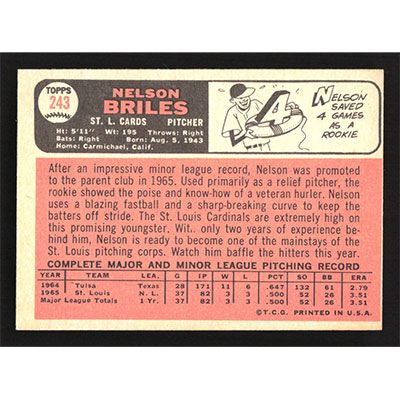 TOPPS
243
NELSON
BRILES
ST. L. CARDS PITCHER
Ht: 5'11" Wt: 195 Throws: Right
Bats: Right Born: Aug. 5, 1943
Home: Carmichael, Calif.
4
NELSON
SAVED
4 GAMES
AS A
ROOKIE
After an impressive minor league record, Nelson was promoted
to the parent club in 1965. Used primarily as a relief pitcher, the
rookie showed the poise and know-how of a veteran hurler. Nelson
uses a blazing fastball and a sharp-breaking curve to keep the
batters off stride. The St. Louis Cardinals are extremely high on
this promising youngster. Wit. only two years of experience be-
hind him, Nelson is ready to become one of the mainstays of the
St. Louis pitching corps. Watch him baffle the hitters this year.
COMPLETE MAJOR AND MINOR LEAGUE PITCHING RECORD
YEAR TEAM LEA. G IP W L PCT. SO BB ERA
1964 Tulsa Texas 28 171 11 6 .647 132 61 2.79
1965 St. Louis N. L. 37 82 3 3 .500 52 26 3.51
Major League Totals 1 Yr. 37 82 3 3 .500 52 26 3.51
©T.C.G. PRINTED IN U.S.A.